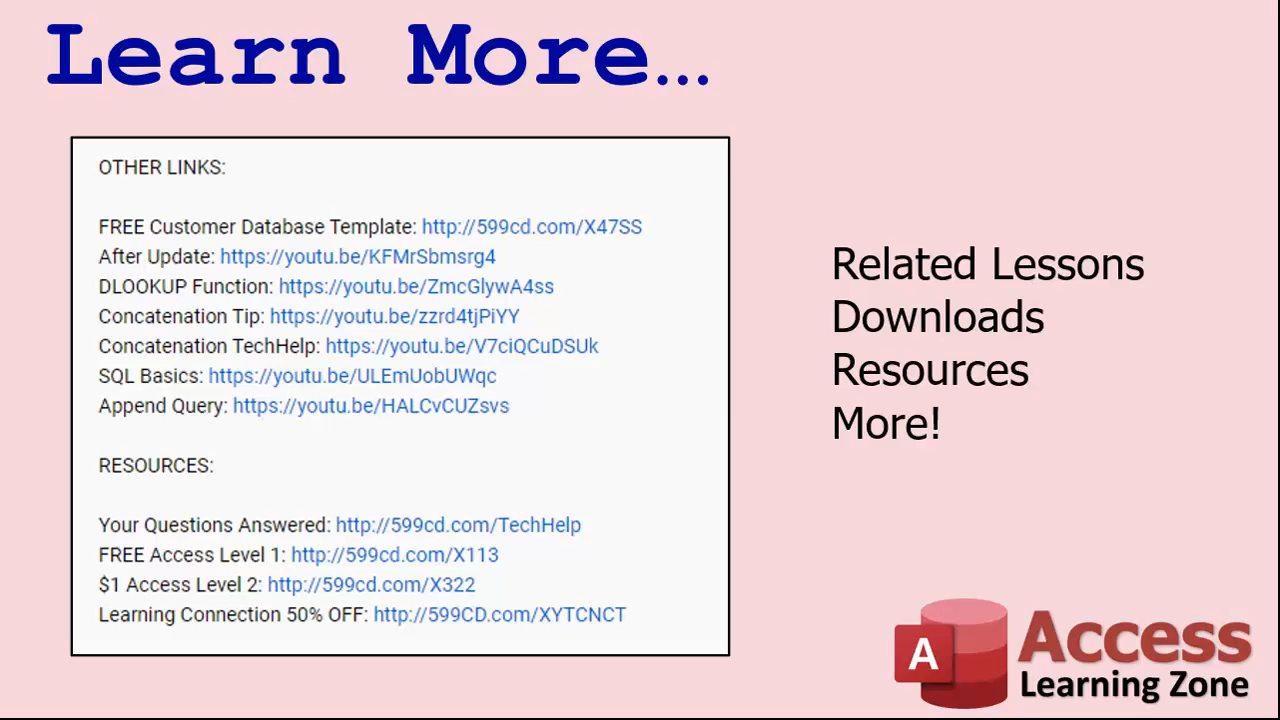 Learn More...
OTHER LINKS:
FREE Customer Database Template: http://599cd.com/X47SS
After Update: https://youtu.be/KFMrSbmsrg4
DLOOKUP Function: https://youtu.be/ZmcGlywA4ss
Concatenation Tip: https://youtu.be/zzrd4tjPiYY
Concatenation TechHelp: https://youtu.be/V7ciQCuDSUk
SQL Basics: https://youtu.be/ULEmUobUWqc
Append Query: https://youtu.be/HALCvCUZsvs
RESOURCES:
Your Questions Answered: http://599cd.com/TechHelp
FREE Access Level 1: http://599cd.com/X113
$1 Access Level 2: http://599cd.com/X322
Learning Connection 50% OFF: http://599CD.com/XYTCNCT
Related Lessons
Downloads
Resources
More!
A
Access
Learning Zone